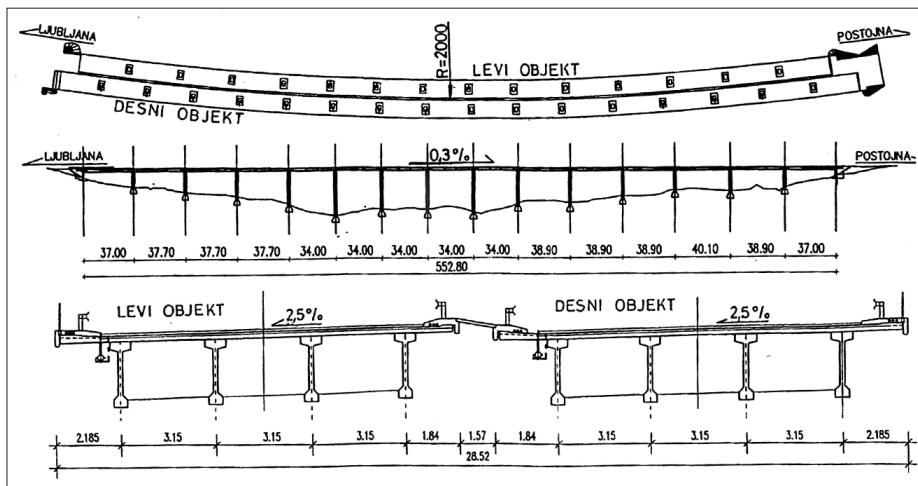 LJUBLJANA
POSTOJNA
R=2000
LEVI OBJEKT
DESNI OBJEKT
LJUBLJANA
0,3%
POSTOJNA
37.00 37.70 37.70 37.70 34.00 34.00 34.00 34.00 34.00 38.90 38.90 38.90 40.10 38.90 37.00
552.80
LEVI OBJEKT
2,5%
DESNI OBJEKT
2,5%
2.185 3.15 3.15 3.15 1.84 1.57 1.84 3.15 3.15 3.15 2.185
28.52